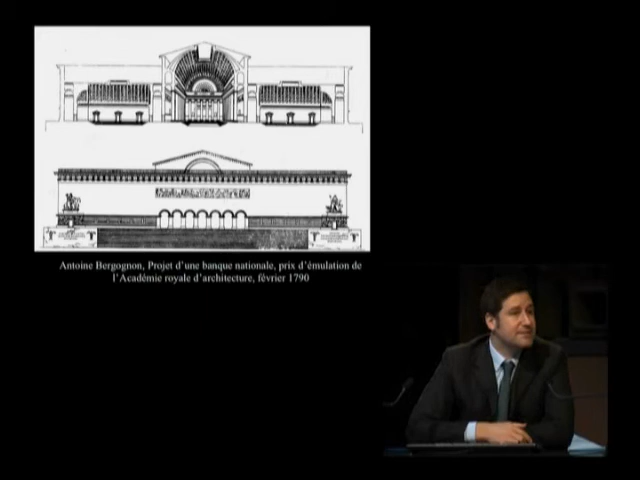 Antoine Bergognon, Projet d'une banque nationale, prix d'émulation de
l'Académie royale d'architecture, février 1790